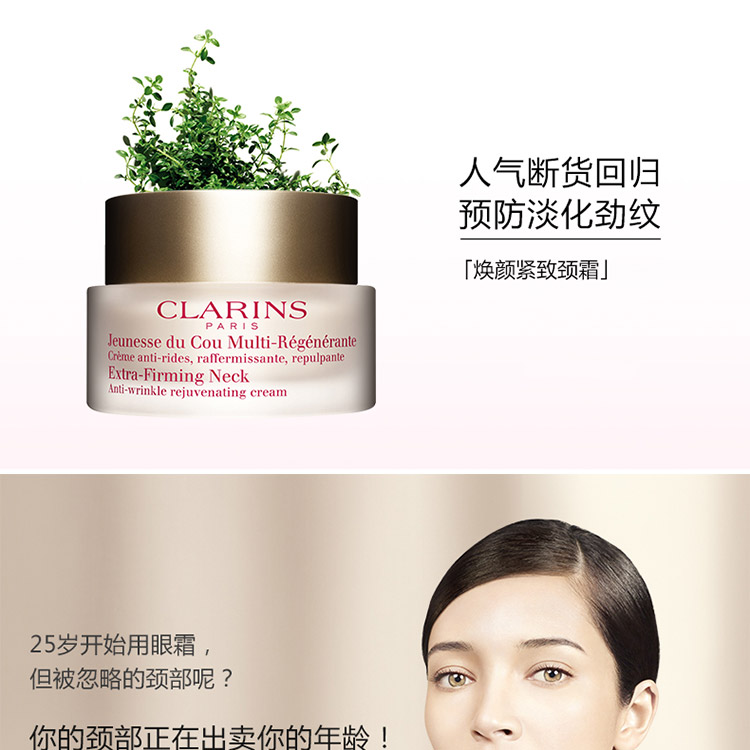 CLARINS
PARIS
Jeunesse du Cou Multi-Régénérante
Crème anti-rides, raffermissante, repulpante
Extra-Firming Neck
Anti-wrinkle rejuvenating cream
人气断货回归
预防淡化劲纹
「焕颜紧致颈霜」
25岁开始用眼霜，
但被忽略的颈部呢？
你的颈部正在出卖你的年龄！